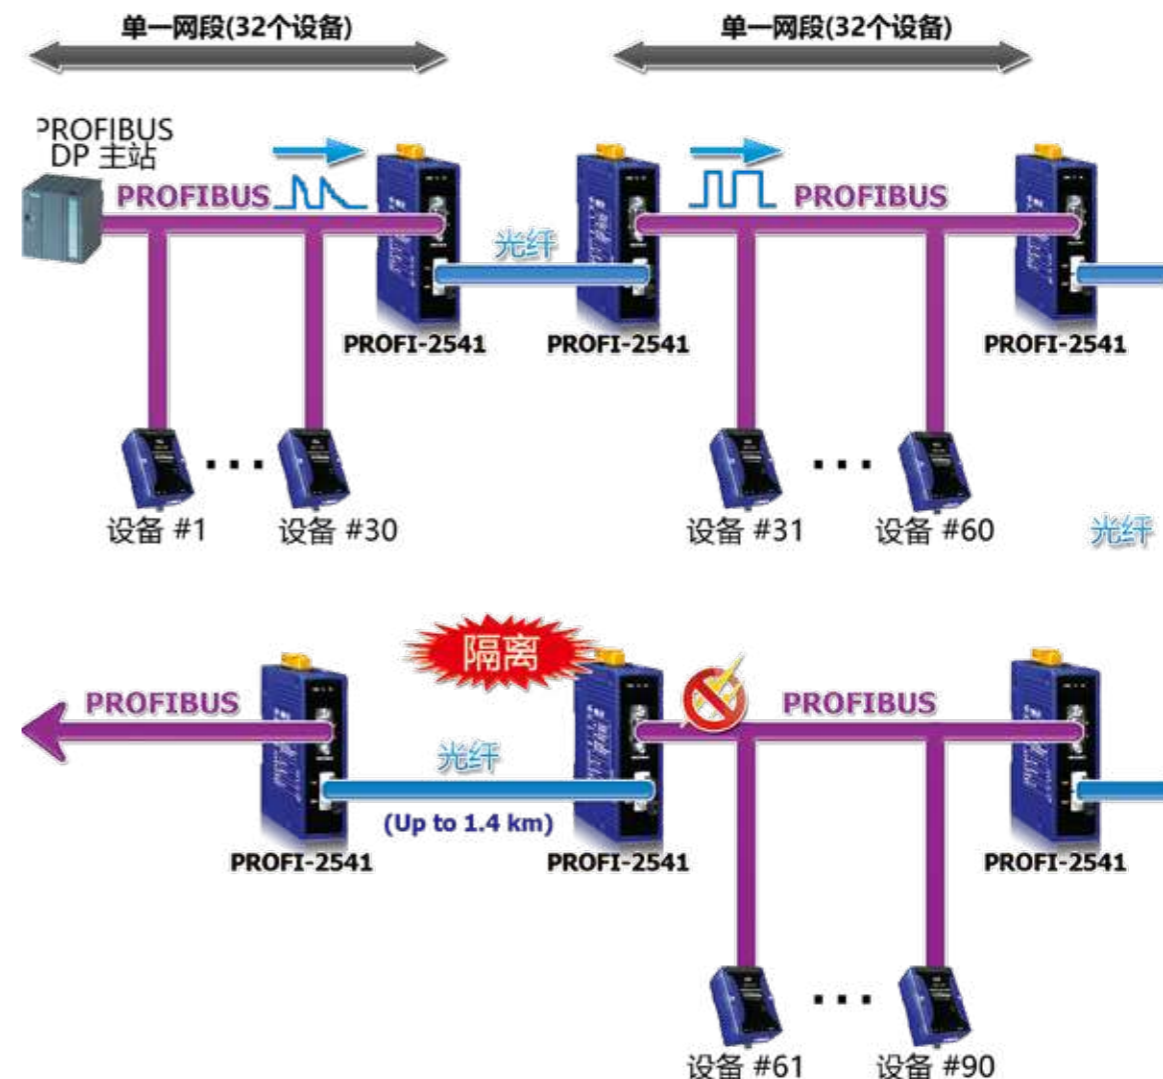 单一网段(32个设备)
单一网段(32个设备)
PROFIBUS
DP 主站
PROFIBUS
PROFIBUS
光纤
PROFI-2541
PROFI-2541
PROFI-2541
设备 #1
设备 #30
设备 #31
设备 #60
光纤
隔离
PROFIBUS
PROFIBUS
光纤
(Up to 1.4 km)
PROFI-2541
PROFI-2541
PROFI-2541
设备 #61
设备 #90